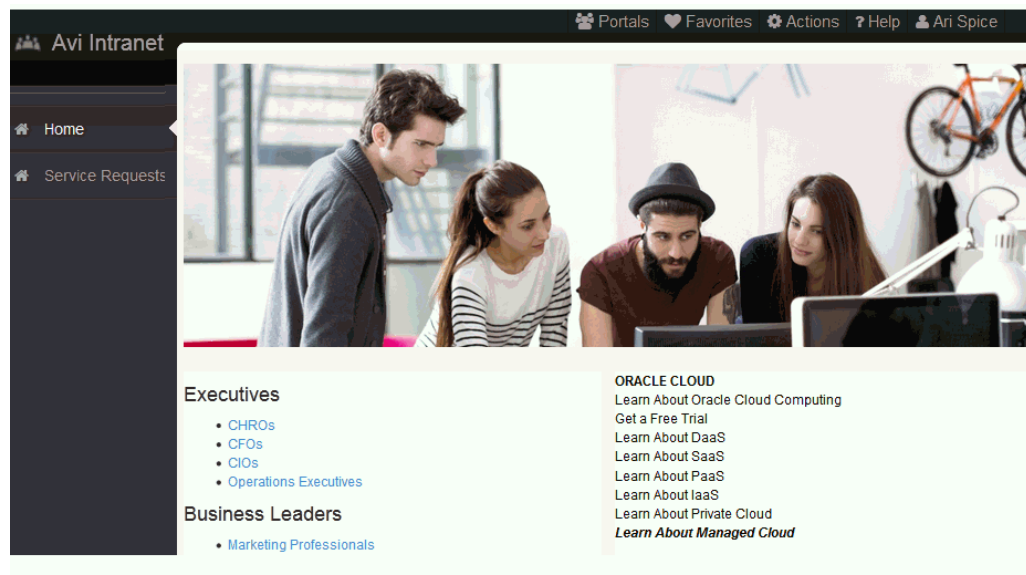 Portals Favorites Actions ? Help Ari Spice
Avi Intranet
Home
Service Requests
Executives
• CHROs
• CFOs
• CIOs
• Operations Executives
Business Leaders
• Marketing Professionals
ORACLE CLOUD
Learn About Oracle Cloud Computing
Get a Free Trial
Learn About DaaS
Learn About SaaS
Learn About PaaS
Learn About IaaS
Learn About Private Cloud
Learn About Managed Cloud